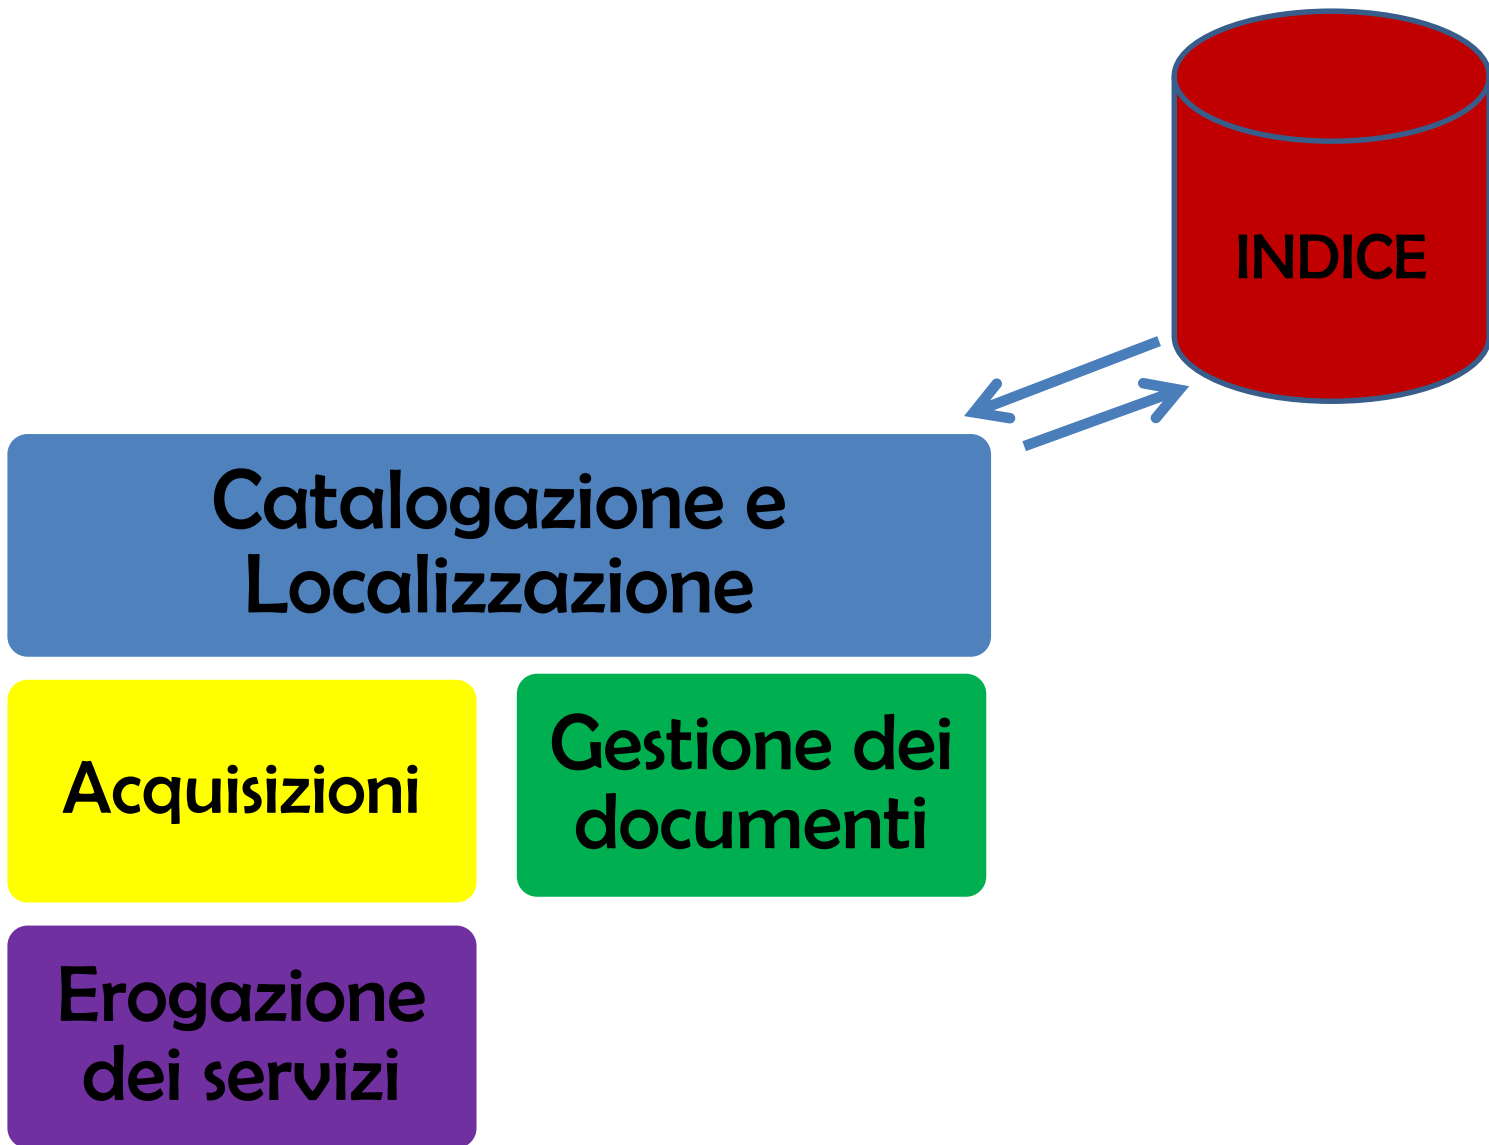 INDICE
Catalogazione e
Localizzazione
Acquisizioni
Gestione dei
documenti
Erogazione
dei servizi